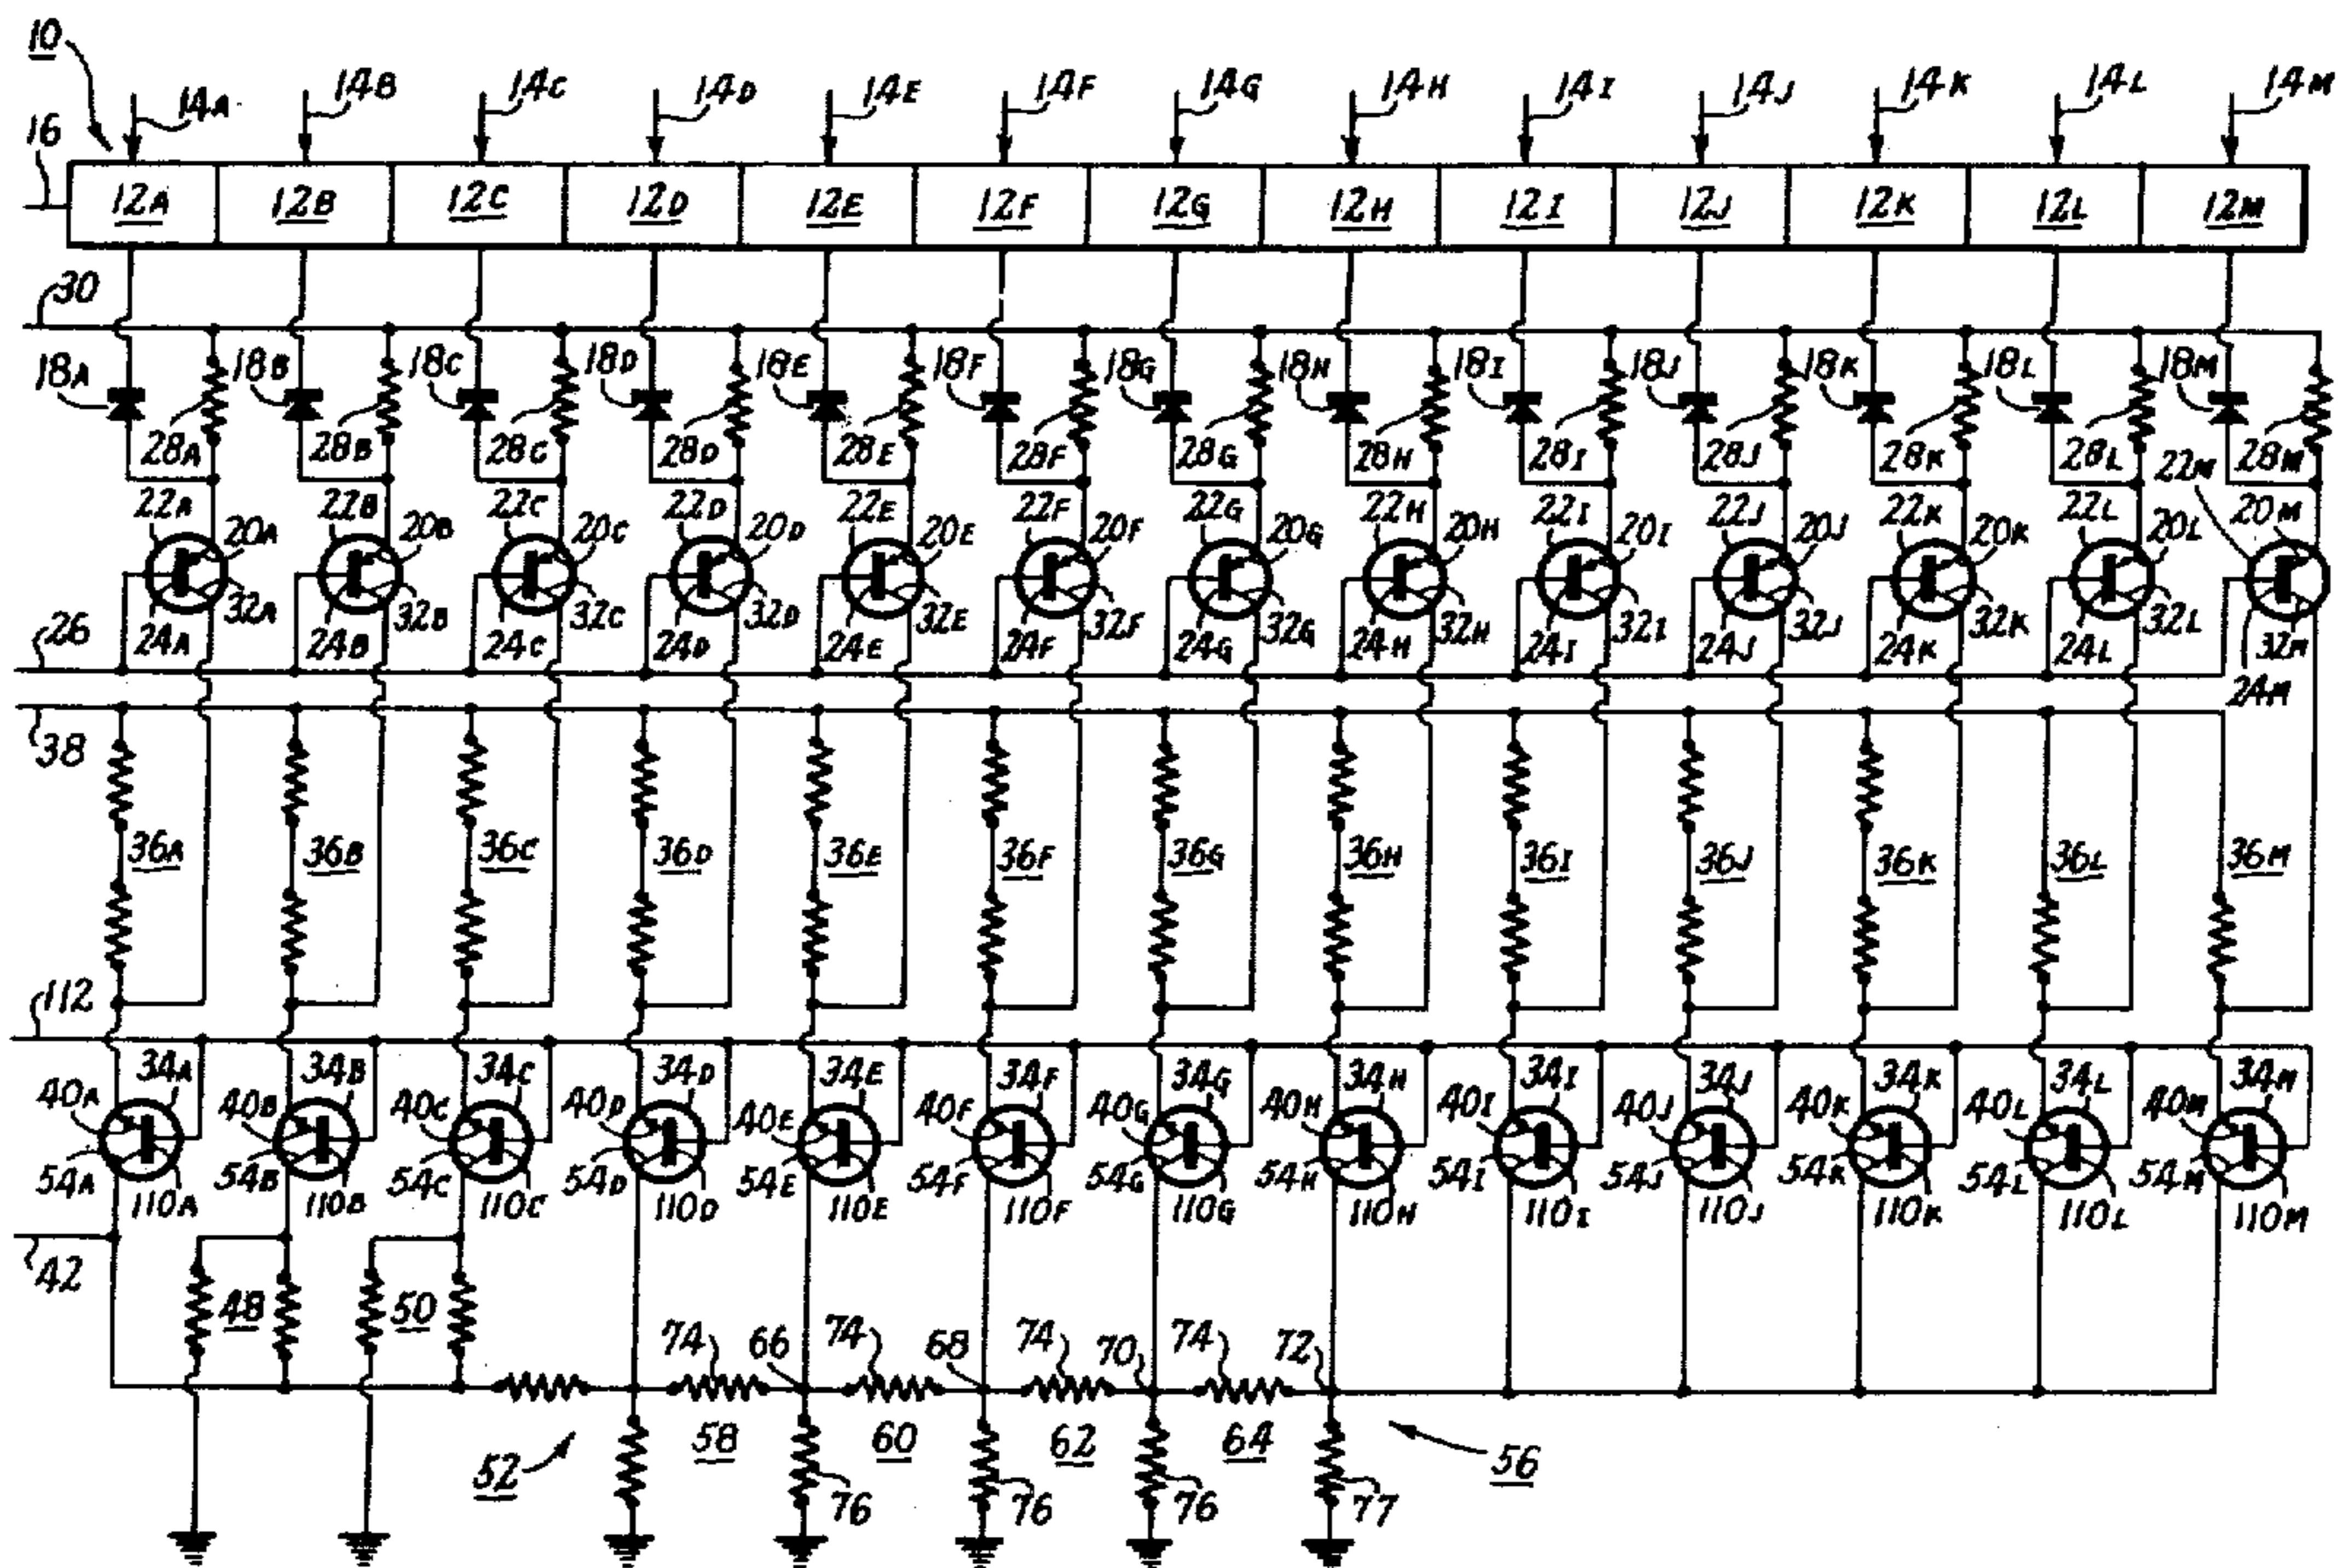 10
14A 14B 14C 14D 14E 14F 14G 14H 14I 14J 14K 14L 14M
16
12A 12B 12C 12D 12E 12F 12G 12H 12I 12J 12K 12L 12M
30
18A 18B 18C 18D 18E 18F 18G 18H 18I 18J 18K 18L 18M
28A 28B 28C 28D 28E 28F 28G 28H 28I 28J 28K 28L 28M
22A 22B 22C 22D 22E 22F 22G 22H 22I 22J 22K 22L 22M
20A 20B 20C 20D 20E 20F 20G 20H 20I 20J 20K 20L 20M
32A 32B 32C 32D 32E 32F 32G 32H 32I 32J 32K 32L 32M
26
24A 24B 24C 24D 24E 24F 24G 24H 24I 24J 24K 24L 24M
38
36A 36B 36C 36D 36E 36F 36G 36H 36I 36J 36K 36L 36M
112
34A 34B 34C 34D 34E 34F 34G 34H 34I 34J 34K 34L 34M
40A 40B 40C 40D 40E 40F 40G 40H 40I 40J 40K 40L 40M
54A 54B 54C 54D 54E 54F 54G 54H 54I 54J 54K 54L 54M
110A 110B 110C 110D 110E 110F 110G 110H 110I 110J 110K 110L 110M
42
48 50
74 66 74 68 74 70 74 72
52 58 60 62 64 56
76 76 76 77